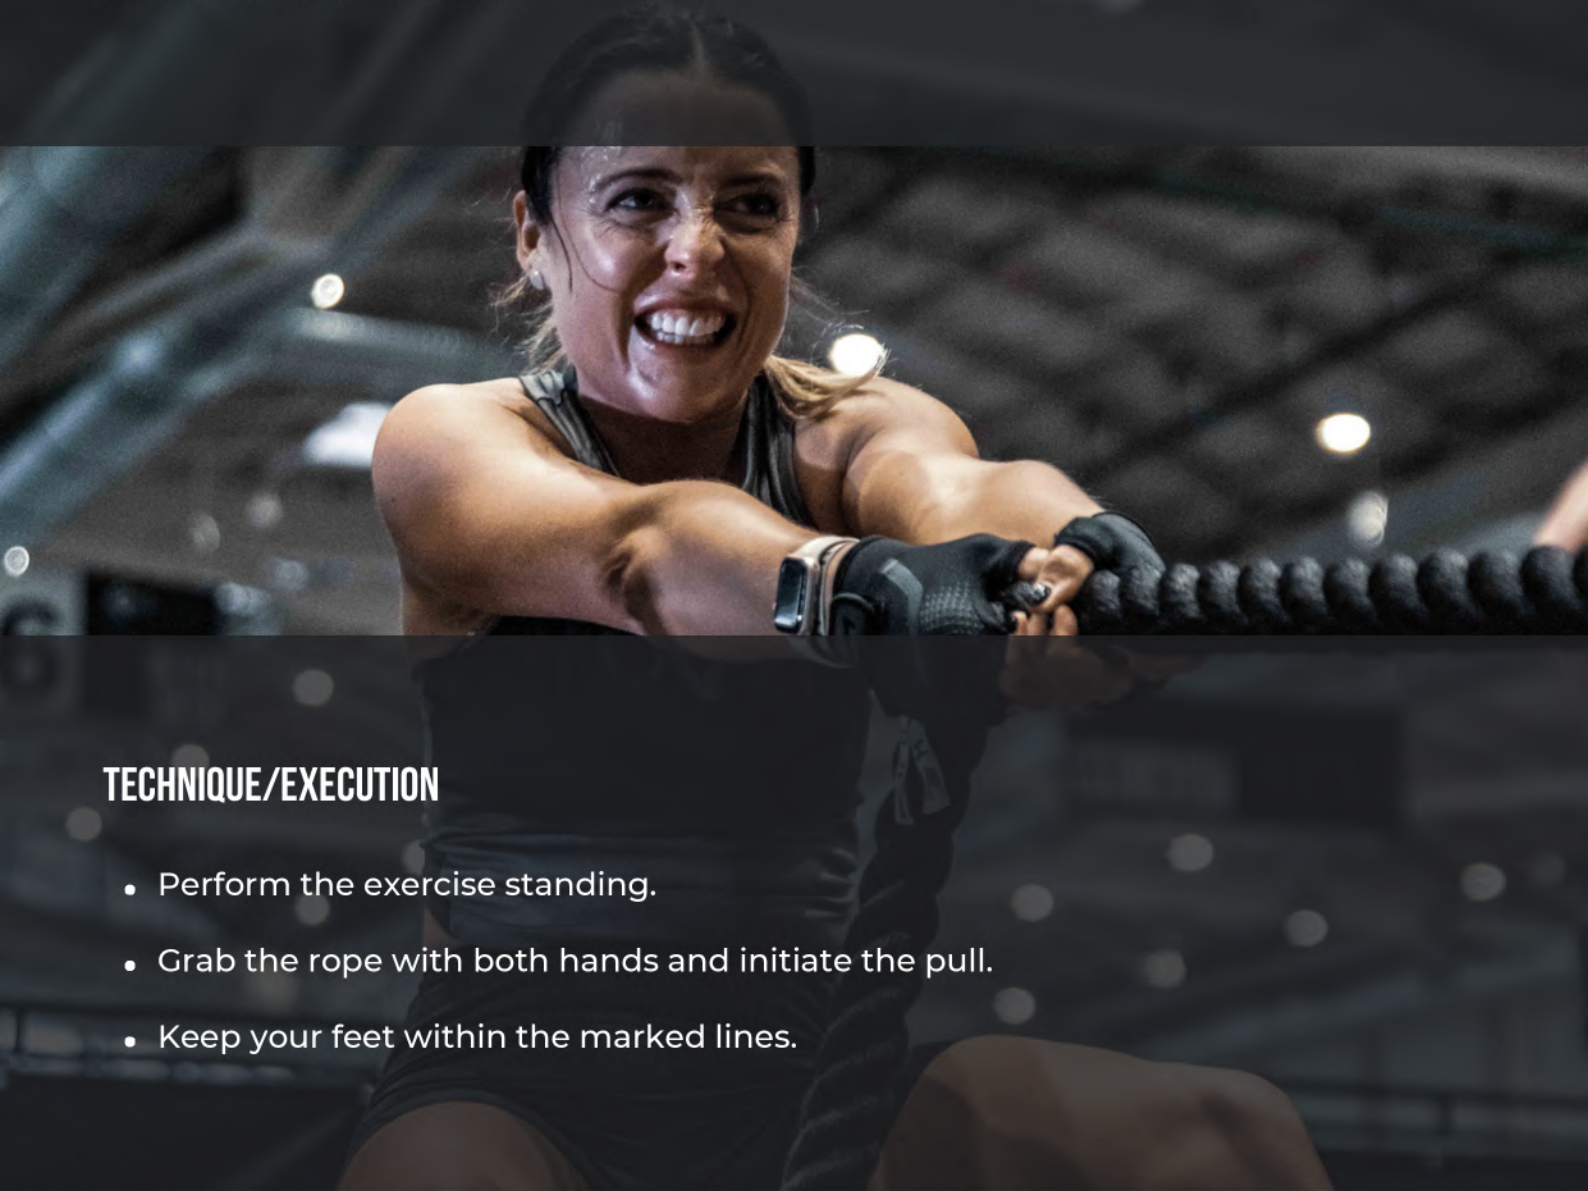 TECHNIQUE/EXECUTION
• Perform the exercise standing.
• Grab the rope with both hands and initiate the pull.
• Keep your feet within the marked lines.
6